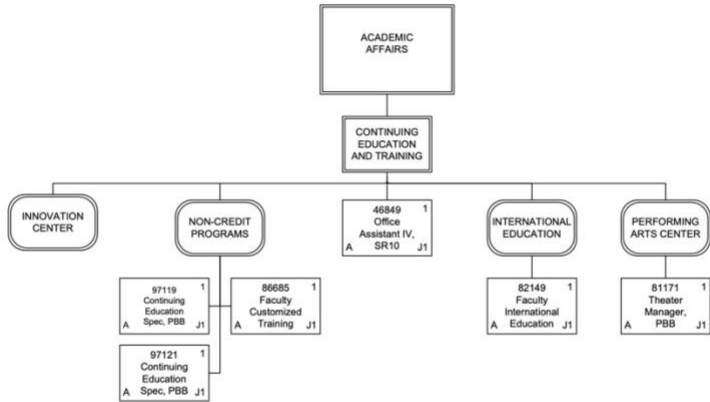 ACADEMIC
AFFAIRS
CONTINUING
EDUCATION
AND TRAINING
INNOVATION
CENTER
NON-CREDIT
PROGRAMS
46849 1
Office
Assistant IV,
A SR10 J1
INTERNATIONAL
EDUCATION
PERFORMING
ARTS CENTER
97119 1
Continuing
Education
A Spec, PBB J1
86685 1
Faculty
Customized
A Training J1
82149 1
Faculty
International
A Education J1
81171 1
Theater
Manager,
A PBB J1
97121 1
Continuing
Education
A Spec, PBB J1